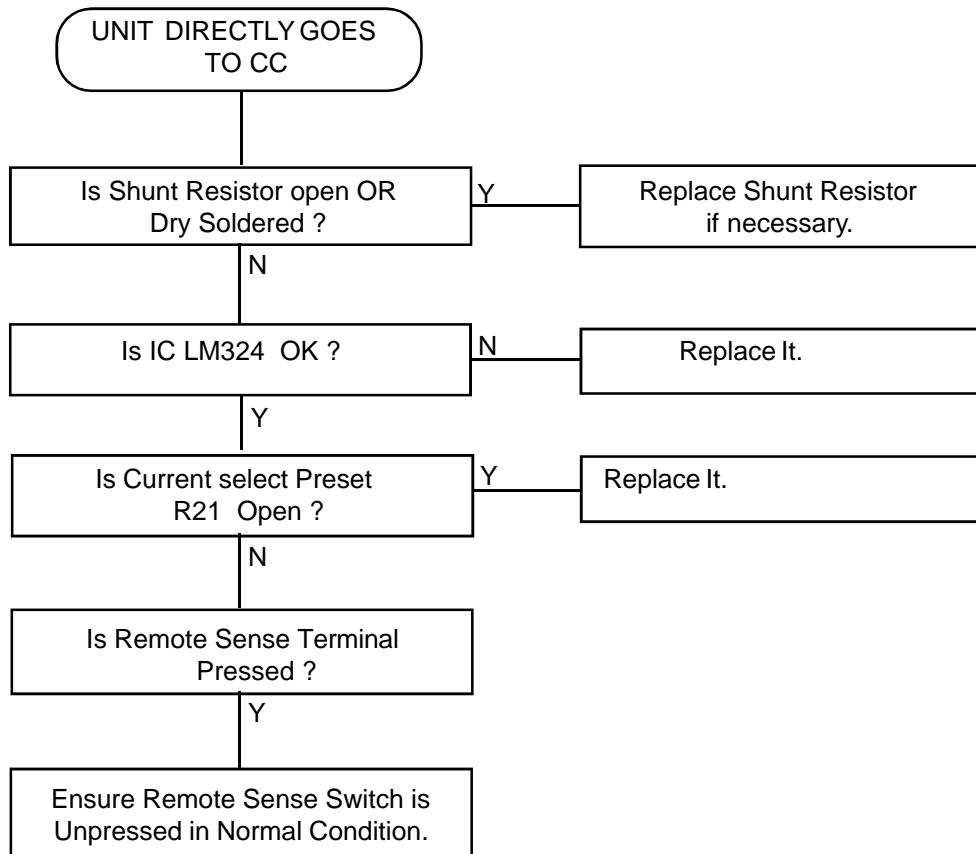 UNIT DIRECTLY GOES
TO CC
Is Shunt Resistor open OR
Dry Soldered ?
Y
Replace Shunt Resistor
if necessary.
N
Is IC LM324 OK ?
N
Replace It.
Y
Is Current select Preset
R21 Open ?
Y
Replace It.
N
Is Remote Sense Terminal
Pressed ?
Y
Ensure Remote Sense Switch is
Unpressed in Normal Condition.